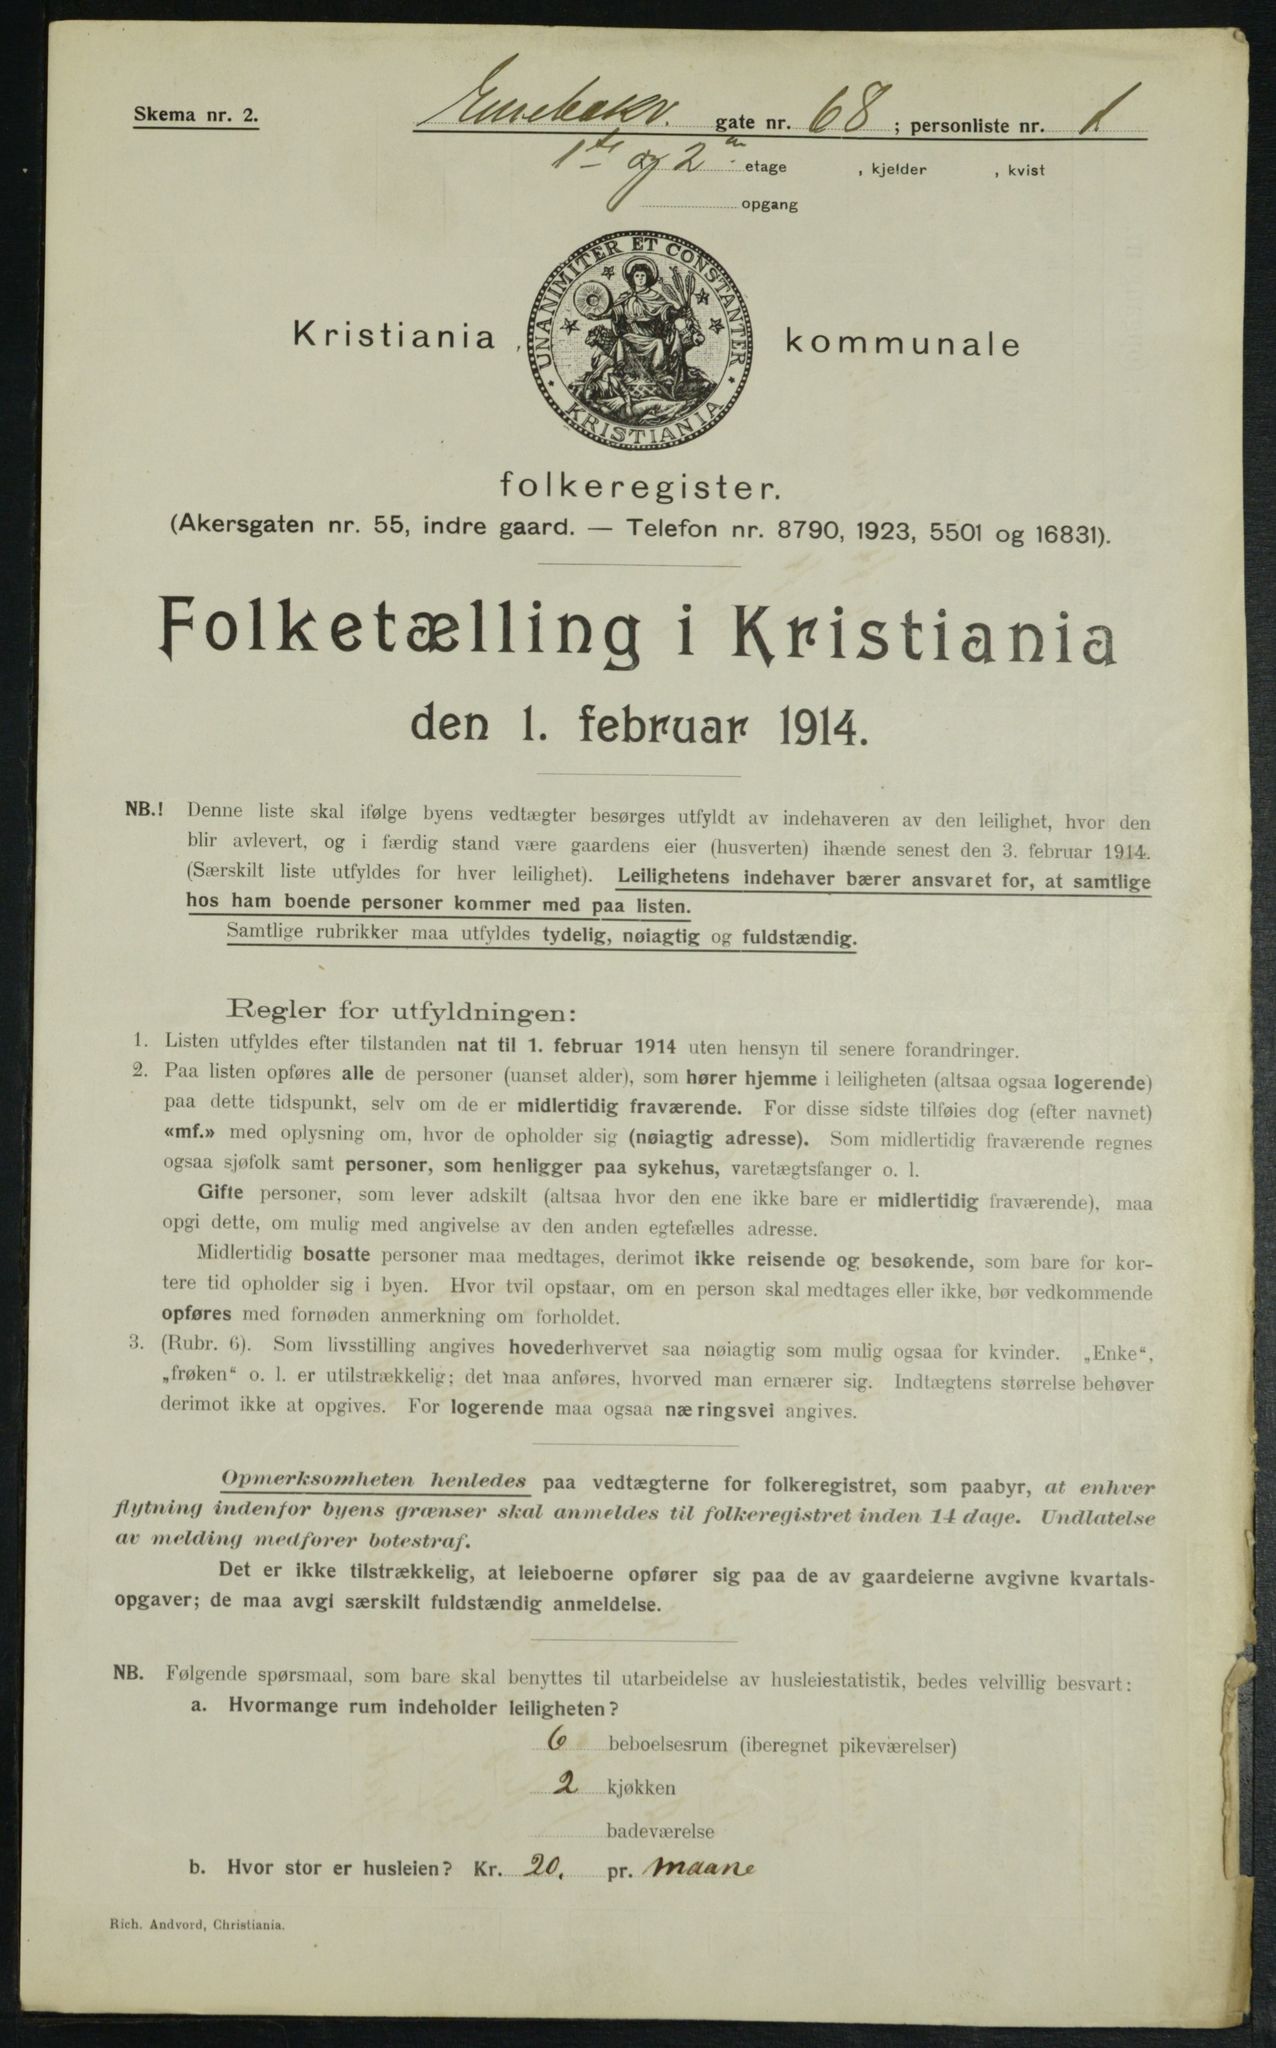 Skema nr. 2. Enebakv. gate nr. 68 ; personliste nr. 1
1ste og 2en etage , kjelder , kvist
opgang
UNANIMITER ET CONSTANTER
KRISTIANIA
Kristiania kommunale
folkeregister.
(Akersgaten nr. 55, indre gaard. — Telefon nr. 8790, 1923, 5501 og 16831).
Folketælling i Kristiania
den 1. februar 1914.
NB.! Denne liste skal ifølge byens vedtægter besørges utfyldt av indehaveren av den leilighet, hvor den
blir avlevert, og i færdig stand være gaardens eier (husverten) ihænde senest den 3. februar 1914.
(Særskilt liste utfyldes for hver leilighet). Leilighetens indehaver bærer ansvaret for, at samtlige
hos ham boende personer kommer med paa listen.
Samtlige rubrikker maa utfyldes tydelig, nøiagtig og fuldstændig.
Regler for utfyldningen:
1. Listen utfyldes efter tilstanden nat til 1. februar 1914 uten hensyn til senere forandringer.
2. Paa listen opføres alle de personer (uanset alder), som hører hjemme i leiligheten (altsaa ogsaa logerende)
paa dette tidspunkt, selv om de er midlertidig fraværende. For disse sidste tilføies dog (efter navnet)
«mf.» med oplysning om, hvor de opholder sig (nøiagtig adresse). Som midlertidig fraværende regnes
ogsaa sjøfolk samt personer, som henligger paa sykehus, varetægtsfanger o. l.
Gifte personer, som lever adskilt (altsaa hvor den ene ikke bare er midlertidig fraværende), maa
opgi dette, om mulig med angivelse av den anden egtefælles adresse.
Midlertidig bosatte personer maa medtages, derimot ikke reisende og besøkende, som bare for kor-
tere tid opholder sig i byen. Hvor tvil opstaar, om en person skal medtages eller ikke, bør vedkommende
opføres med fornøden anmerkning om forholdet.
3. (Rubr. 6). Som livsstilling angives hovederhvervet saa nøiagtig som mulig ogsaa for kvinder. „Enke“,
„frøken“ o. l. er utilstrækkelig; det maa anføres, hvorved man ernærer sig. Indtægtens størrelse behøver
derimot ikke at opgives. For logerende maa ogsaa næringsvei angives.
Opmerksomheten henledes paa vedtægterne for folkeregistret, som paabyr, at enhver
flytning indenfor byens grænser skal anmeldes til folkeregistret inden 14 dage. Undlatelse
av melding medfører botestraf.
Det er ikke tilstrækkelig, at leieboerne opfører sig paa de av gaardeierne avgivne kvartals-
opgaver; de maa avgi særskilt fuldstændig anmeldelse.
NB. Følgende spørsmaal, som bare skal benyttes til utarbeidelse av husleiestatistik, bedes velvillig besvart:
a. Hvormange rum indeholder leiligheten?
6 beboelsesrum (iberegnet pikeværelser)
2 kjøkken
badeværelse
b. Hvor stor er husleien? Kr. 20. pr. maane
Rich. Andvord, Christiania.